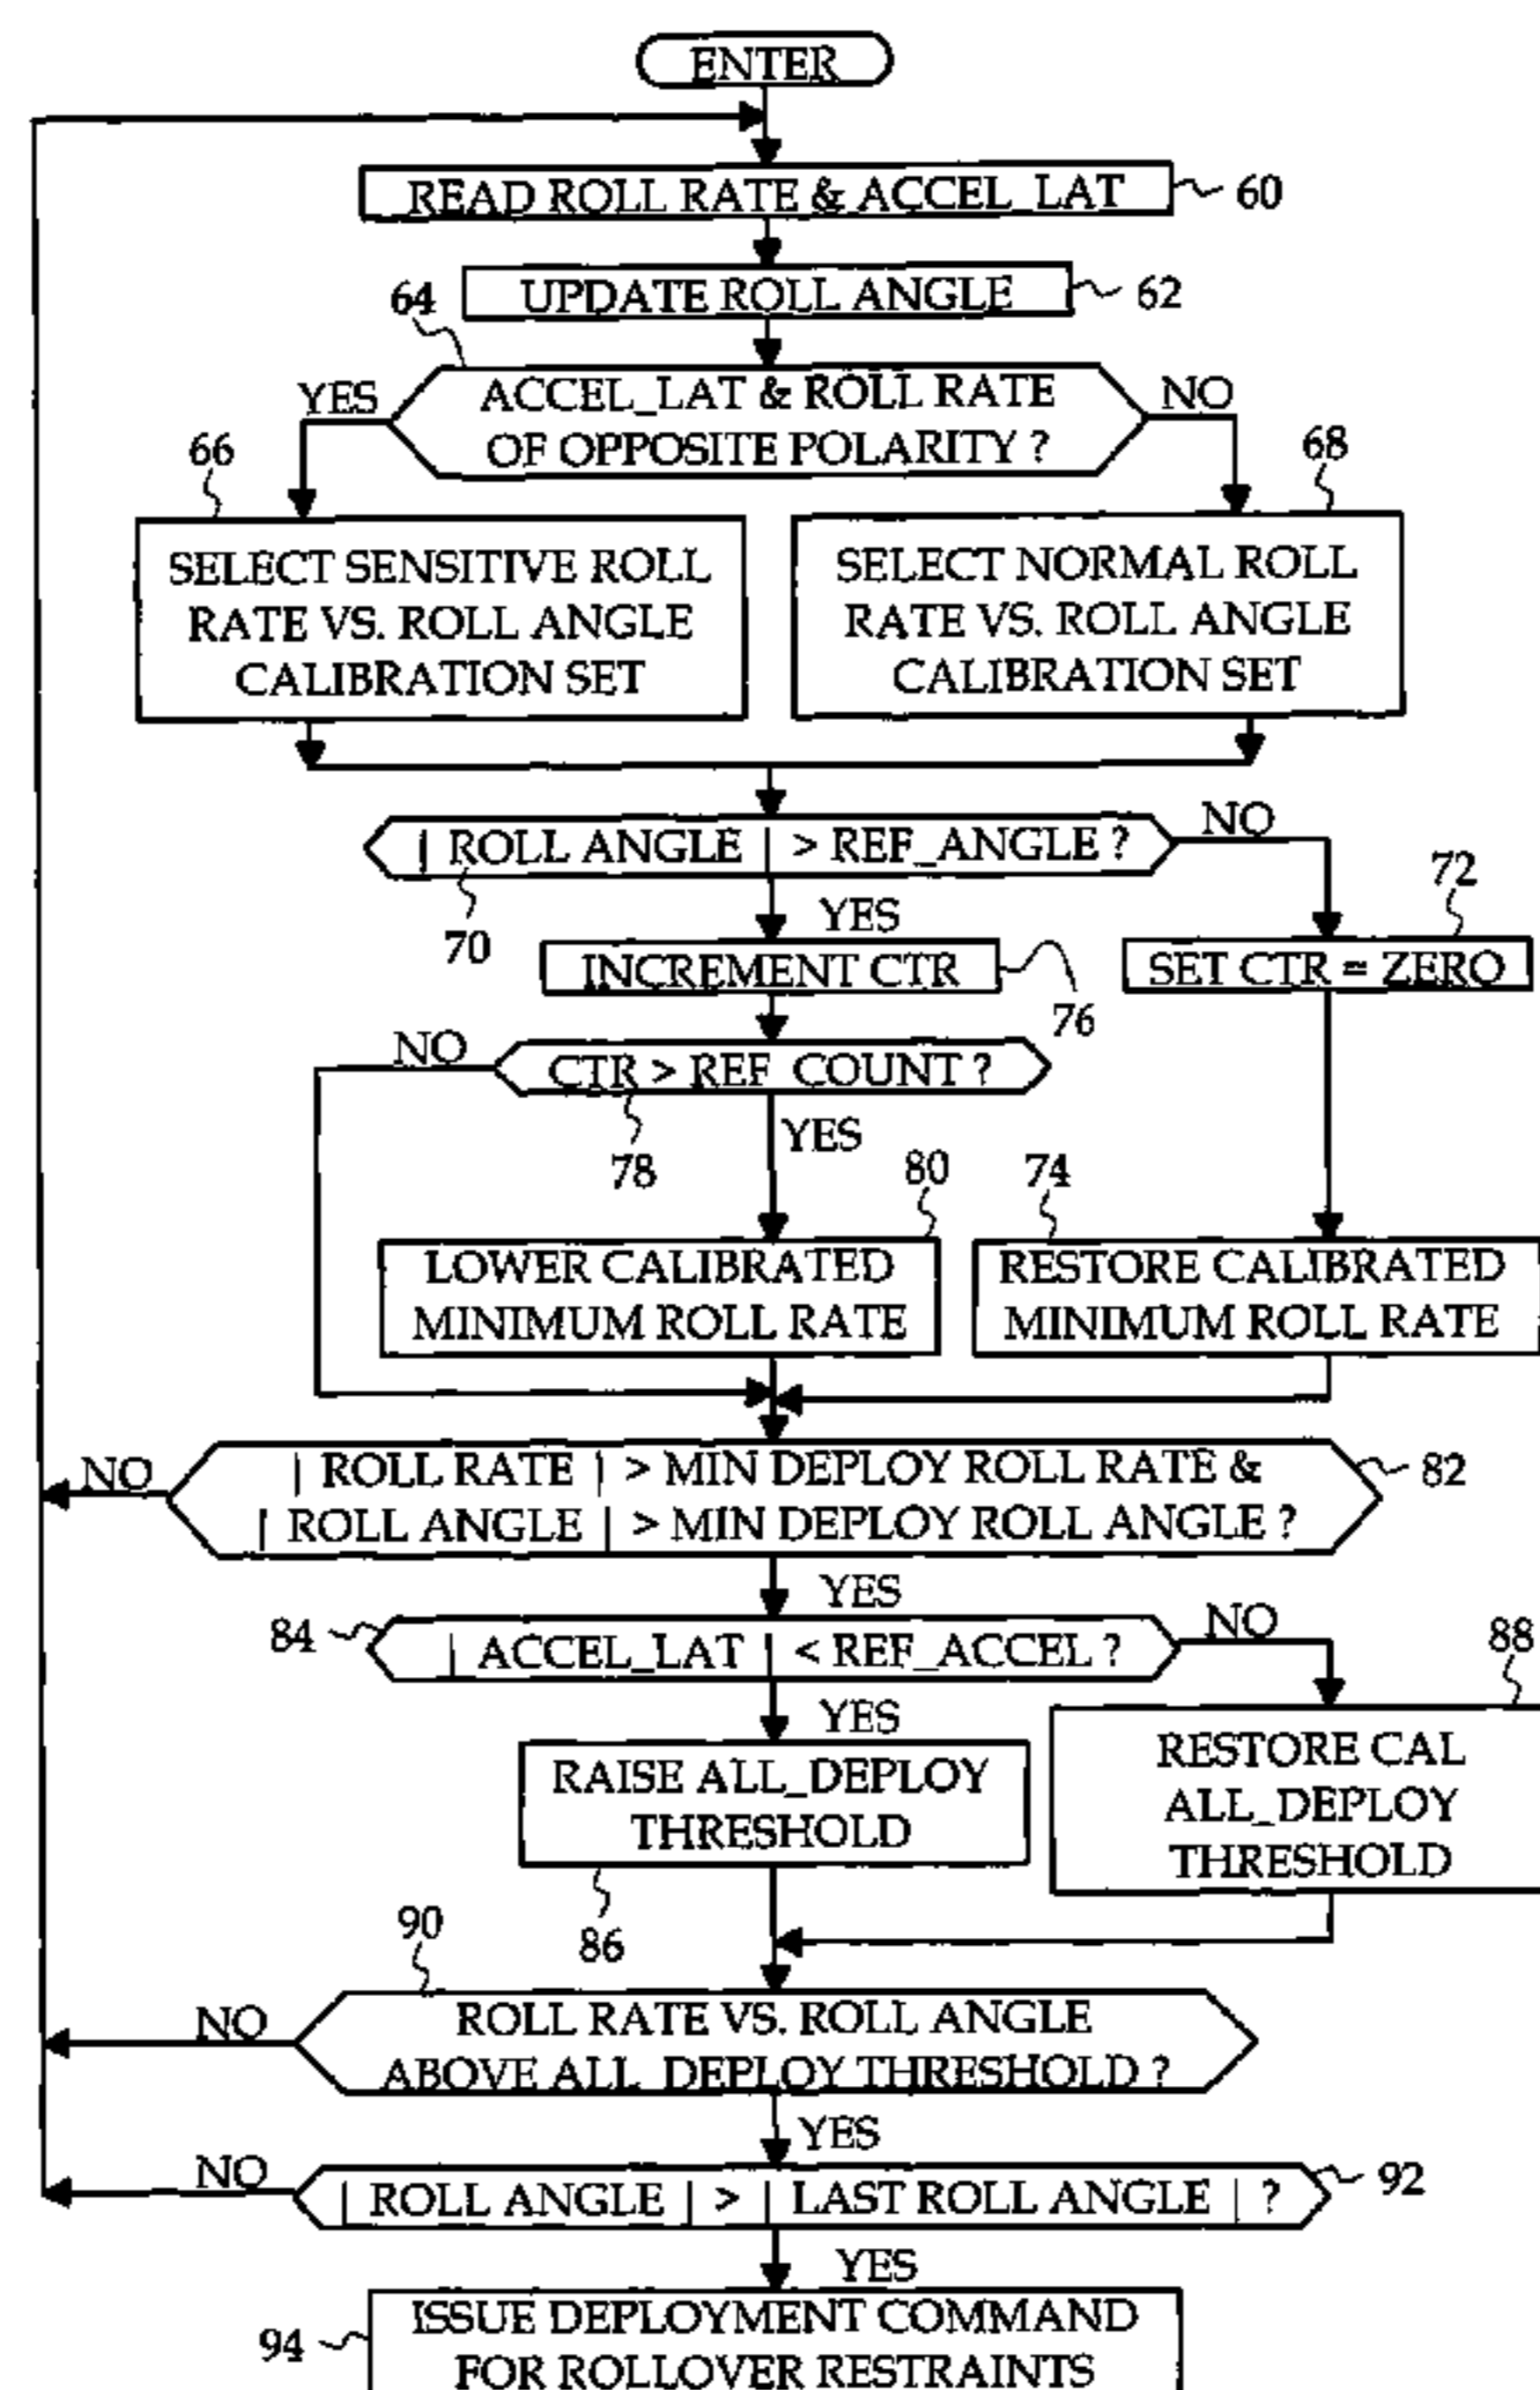 ENTER
READ ROLL RATE & ACCEL_LAT
60
UPDATE ROLL ANGLE
62
64
YES
ACCEL_LAT & ROLL RATE
OF OPPOSITE POLARITY ?
NO
66
68
SELECT SENSITIVE ROLL
RATE VS. ROLL ANGLE
CALIBRATION SET
SELECT NORMAL ROLL
RATE VS. ROLL ANGLE
CALIBRATION SET
| ROLL ANGLE | > REF_ANGLE ?
NO
70
YES
72
INCREMENT CTR
76
SET CTR = ZERO
NO
CTR > REF_COUNT ?
78
YES
80
74
LOWER CALIBRATED
MINIMUM ROLL RATE
RESTORE CALIBRATED
MINIMUM ROLL RATE
NO
| ROLL RATE | > MIN DEPLOY ROLL RATE &
| ROLL ANGLE | > MIN DEPLOY ROLL ANGLE ?
82
YES
84
| ACCEL_LAT | < REF_ACCEL ?
NO
88
YES
RAISE ALL_DEPLOY
THRESHOLD
86
RESTORE CAL
ALL_DEPLOY
THRESHOLD
90
NO
ROLL RATE VS. ROLL ANGLE
ABOVE ALL_DEPLOY THRESHOLD ?
YES
NO
| ROLL ANGLE | > | LAST ROLL ANGLE | ?
92
YES
94
ISSUE DEPLOYMENT COMMAND
FOR ROLLOVER RESTRAINTS